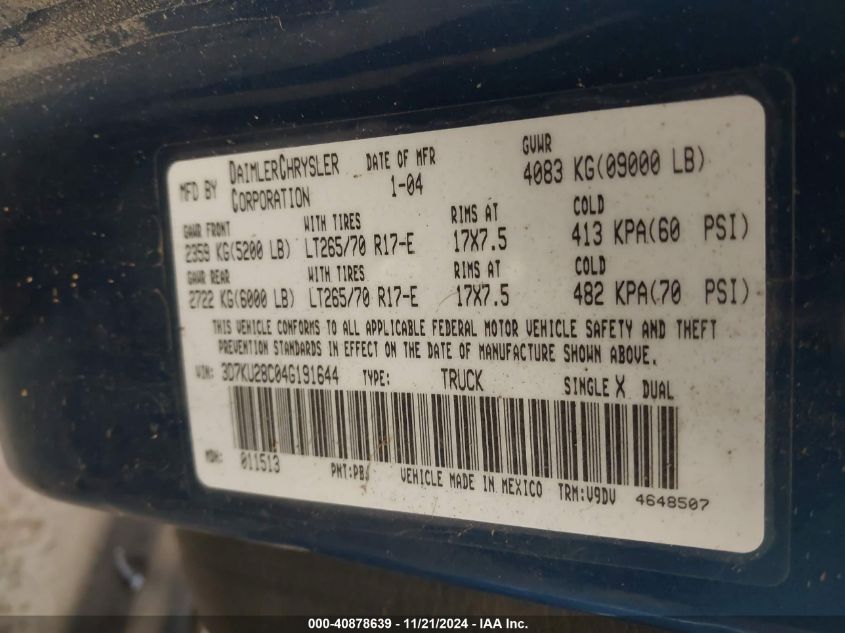 MFD BY DAIMLERCHRYSLER CORPORATION DATE OF MFR 1-04 GVWR 4083 KG(09000 LB)
GAWR FRONT WITH TIRES RIMS AT COLD
2359 KG(5200 LB) LT265/70 R17-E 17X7.5 413 KPA(60 PSI)
GAWR REAR WITH TIRES RIMS AT COLD
2722 KG(6000 LB) LT265/70 R17-E 17X7.5 482 KPA(70 PSI)
THIS VEHICLE CONFORMS TO ALL APPLICABLE FEDERAL MOTOR VEHICLE SAFETY AND THEFT
PREVENTION STANDARDS IN EFFECT ON THE DATE OF MANUFACTURE SHOWN ABOVE.
VIN: 3D7KU28C04G191644 TYPE: TRUCK SINGLE X DUAL
MDH: 011513 PNT:PBJ VEHICLE MADE IN MEXICO TRM:V9DV 4648507
000-40878639 - 11/21/2024 - IAA Inc.